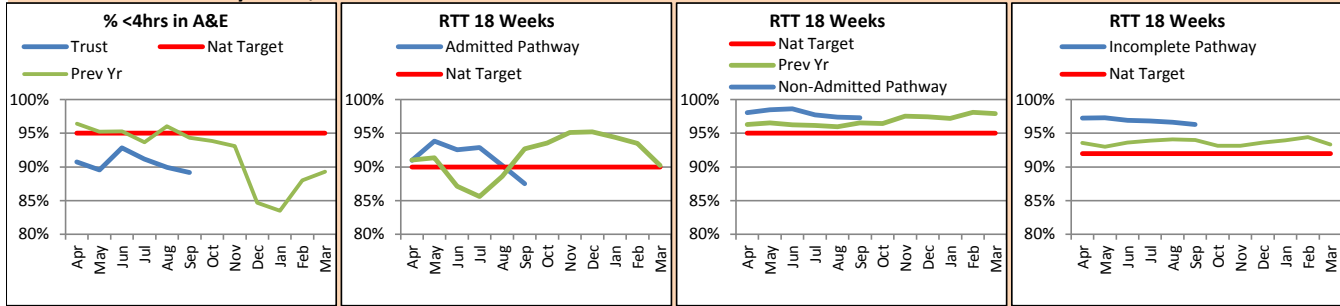 % <4hrs in A&E
Trust
Nat Target
Prev Yr
100%
95%
90%
85%
80%
Apr
May
Jun
Jul
Aug
Sep
Oct
Nov
Dec
Jan
Feb
Mar
RTT 18 Weeks
Admitted Pathway
Nat Target
100%
95%
90%
85%
80%
Apr
May
Jun
Jul
Aug
Sep
Oct
Nov
Dec
Jan
Feb
Mar
RTT 18 Weeks
Nat Target
Prev Yr
Non-Admitted Pathway
100%
95%
90%
85%
80%
Apr
May
Jun
Jul
Aug
Sep
Oct
Nov
Dec
Jan
Feb
Mar
RTT 18 Weeks
Incomplete Pathway
Nat Target
100%
95%
90%
85%
80%
Apr
May
Jun
Jul
Aug
Sep
Oct
Nov
Dec
Jan
Feb
Mar